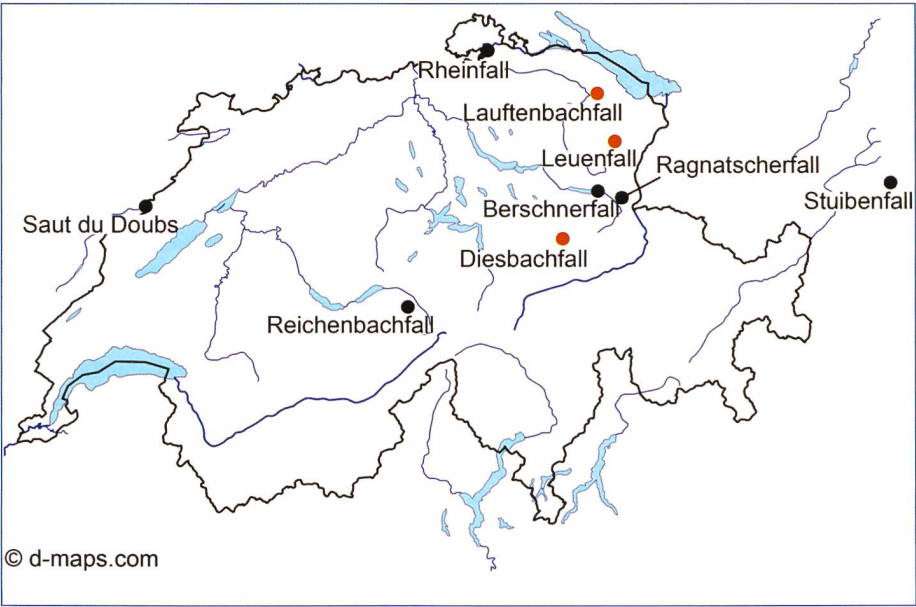 Rheinfall
Lauftenbachfall
Leuenfall
Ragnatscherfall
Stuibenfall
Berschnerfall
Saut du Doubs
Diesbachfall
Reichenbachfall
© d-maps.com